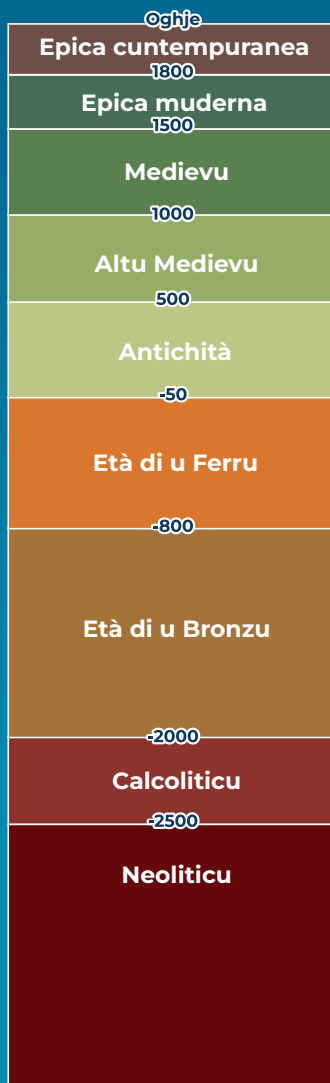 Oghje
Epica cuntempuranea
1800
Epica muderna
1500
Medievu
1000
Altu Medievu
500
Antichità
-50
Età di u Ferru
-800
Età di u Bronzu
-2000
Calcoliticu
-2500
Neoliticu